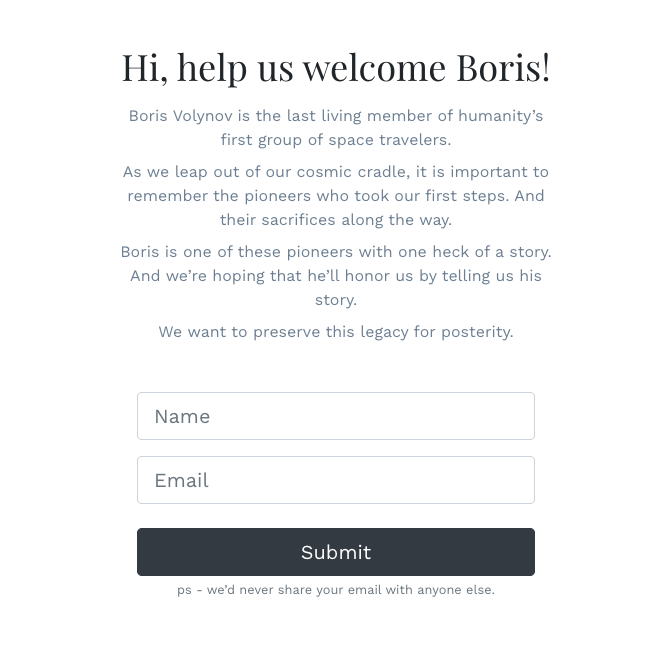 Hi, help us welcome Boris!
Boris Volynov is the last living member of humanity’s
first group of space travelers.
As we leap out of our cosmic cradle, it is important to
remember the pioneers who took our first steps. And
their sacrifices along the way.
Boris is one of these pioneers with one heck of a story.
And we’re hoping that he’ll honor us by telling us his
story.
We want to preserve this legacy for posterity.
Name
Email
Submit
ps - we’d never share your email with anyone else.